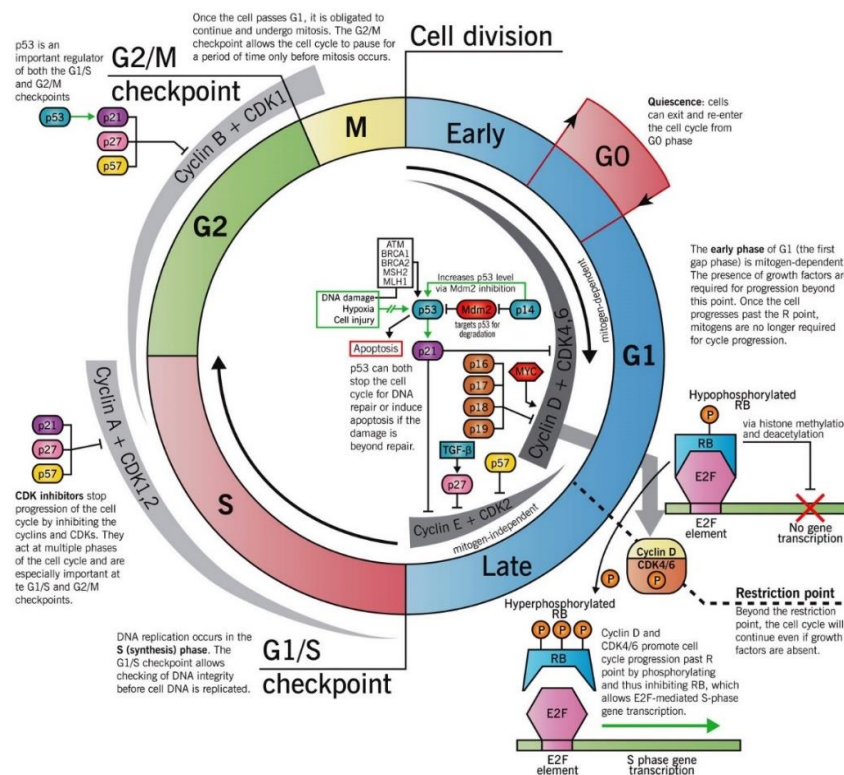 Once the cell passes G1, it is obligated to
continue and undergo mitosis. The G2/M
checkpoint allows the cell cycle to pause for
a period of time only before mitosis occurs.
Cell division
p53 is an
important regulator
of both the G1/S
and G2/M
checkpoints
G2/M
checkpoint
p53
p21
p27
p57
Cyclin B + CDK1
M
Early
G0
Quiescence: cells
can exit and re-enter
the cell cycle from
G0 phase
G2
G1
S
Late
mitogen-dependent
The early phase of G1 (the first
gap phase) is mitogen-dependent
The presence of growth factors are
required for progression beyond
this point. Once the cell
progresses past the R point,
mitogens are no longer required
for cycle progression.
ATM
BRCA1
BRCA2
MSH2
MLH1
DNA damage
Hypoxia
Cell injury
Increases p53 level
via Mdm2 inhibition
p53
Mdm2
p14
targets p53 for
degradation
Apoptosis
p21
p53 can both
stop the cell
cycle for DNA
repair or induce
apoptosis if the
damage is
beyond repair.
p16
p17
p18
p19
MYC
Cyclin D + CDK4,6
TGF-β
p27
p57
Cyclin E + CDK2
mitogen-independent
p21
p27
p57
Cyclin A + CDK1,2
CDK inhibitors stop
progression of the cell
cycle by inhibiting the
cyclins and CDKs. They
act at multiple phases
of the cell cycle and are
especially important at
te G1/S and G2/M
checkpoints.
DNA replication occurs in the
S (synthesis) phase. The
G1/S checkpoint allows
checking of DNA integrity
before cell DNA is replicated.
G1/S
checkpoint
Hypophosphorylated
RB
P
via histone methylatio
and deacetylation
RB
E2F
E2F
element
No gene
transcription
Cyclin D
CDK4/6
P
P
Restriction point
Beyond the restriction
point, the cell cycle will
continue even if growth
factors are absent.
Hyperphosphorylated
RB
P P P
RB
E2F
Cyclin D and
CDK4/6 promote cell
cycle progression past R
point by phosphorylating
and thus inhibiting RB, which
allows E2F-mediated S-phase
gene transcription.
E2F
element
S phase gene
transcription